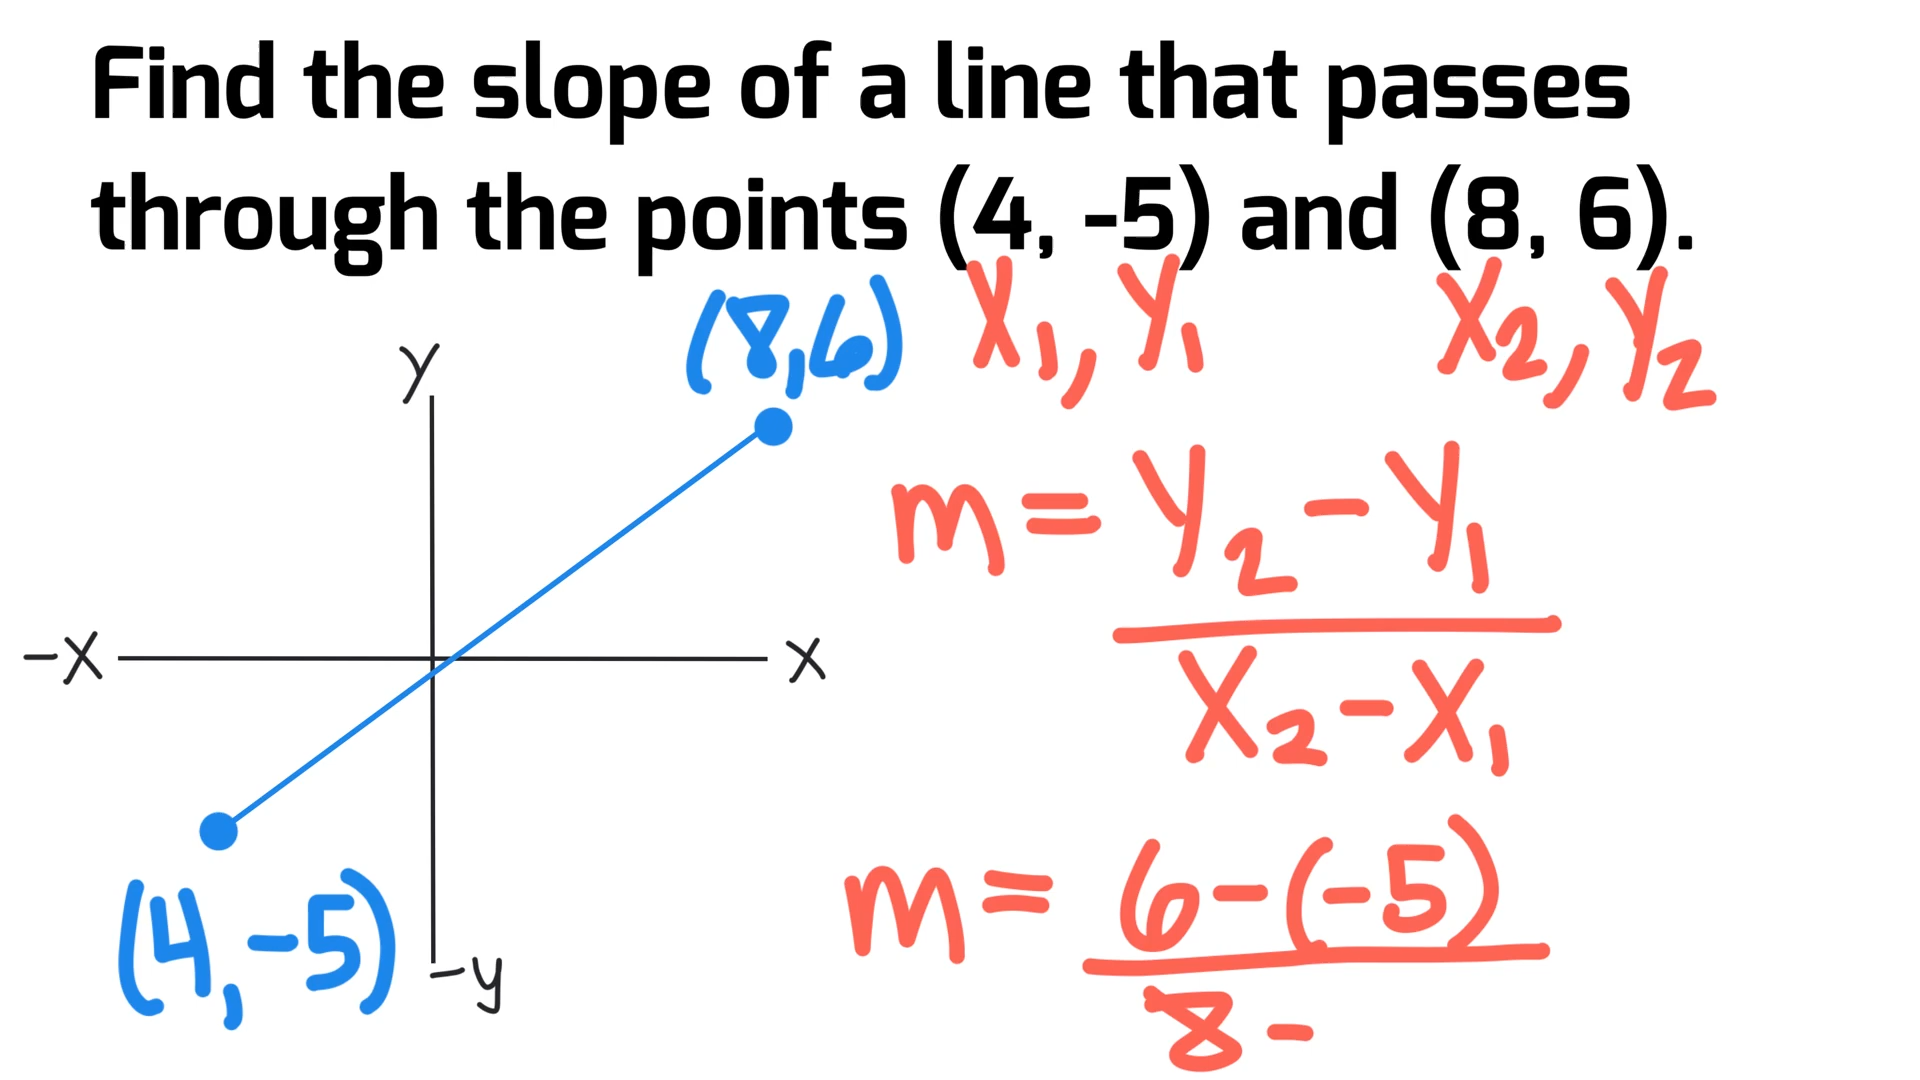 Find the slope of a line that passes
through the points (4, -5) and (8, 6).
X₁, Y₁
X₂, Y₂
(8,6)
y
-x
x
(4,-5)
-y
m = Y₂ - Y₁
X₂ - X₁
m = 6 - (-5)
8 -